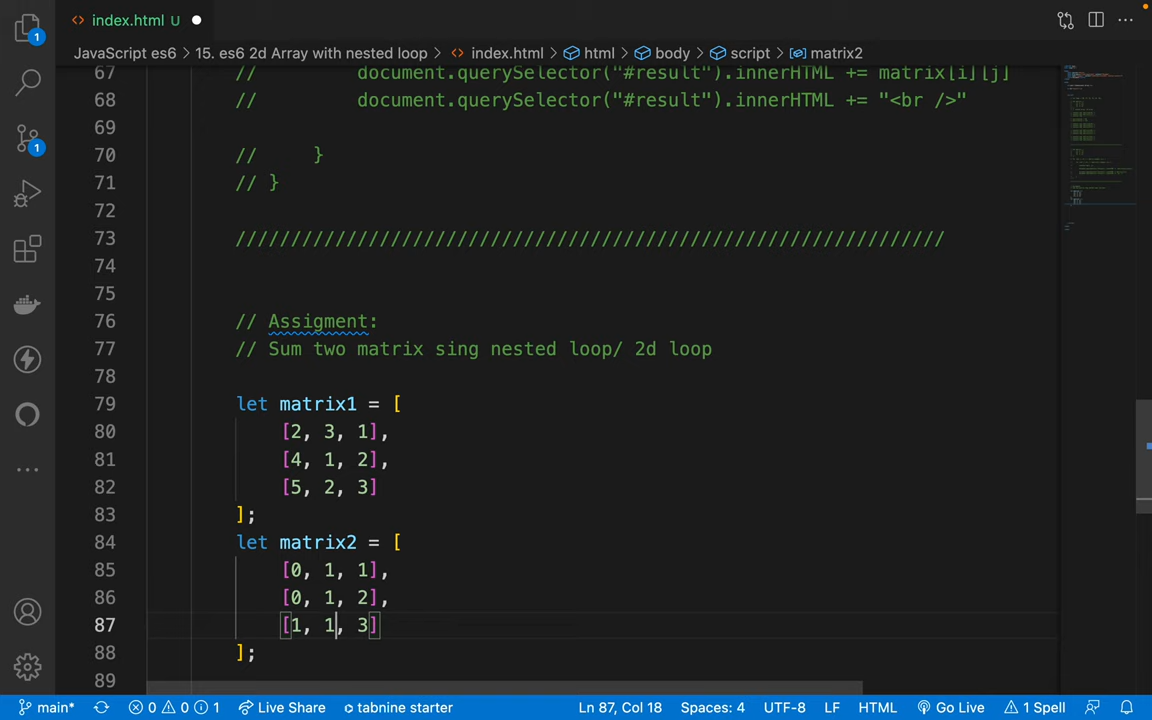 index.html U
JavaScript es6 > 15. es6 2d Array with nested loop > index.html > html > body > script > matrix2
67 //         document.querySelector("#result").innerHTML += matrix[i][j]
68 //         document.querySelector("#result").innerHTML += "<br />"
69
70 //     }
71 // }
72
73 ////////////////////////////////////////////////////////////////
74
75
76 // Assigment:
77 // Sum two matrix sing nested loop/ 2d loop
78
79 let matrix1 = [
80     [2, 3, 1],
81     [4, 1, 2],
82     [5, 2, 3]
83 ];
84 let matrix2 = [
85     [0, 1, 1],
86     [0, 1, 2],
87     [1, 1, 3]
88 ];
89
1
1
main* 0 0 1 Live Share tabnine starter Ln 87, Col 18 Spaces: 4 UTF-8 LF HTML Go Live 1 Spell